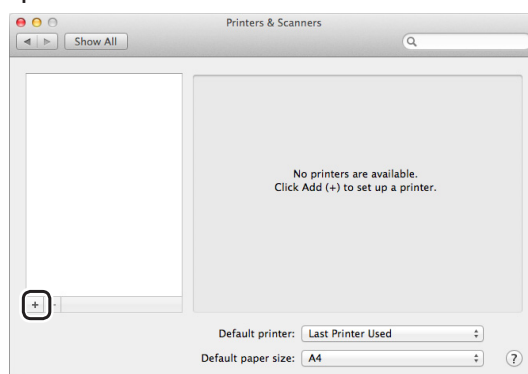 Printers & Scanners
Show All
No printers are available.
Click Add (+) to set up a printer.
+ -
Default printer: Last Printer Used
Default paper size: A4 ?